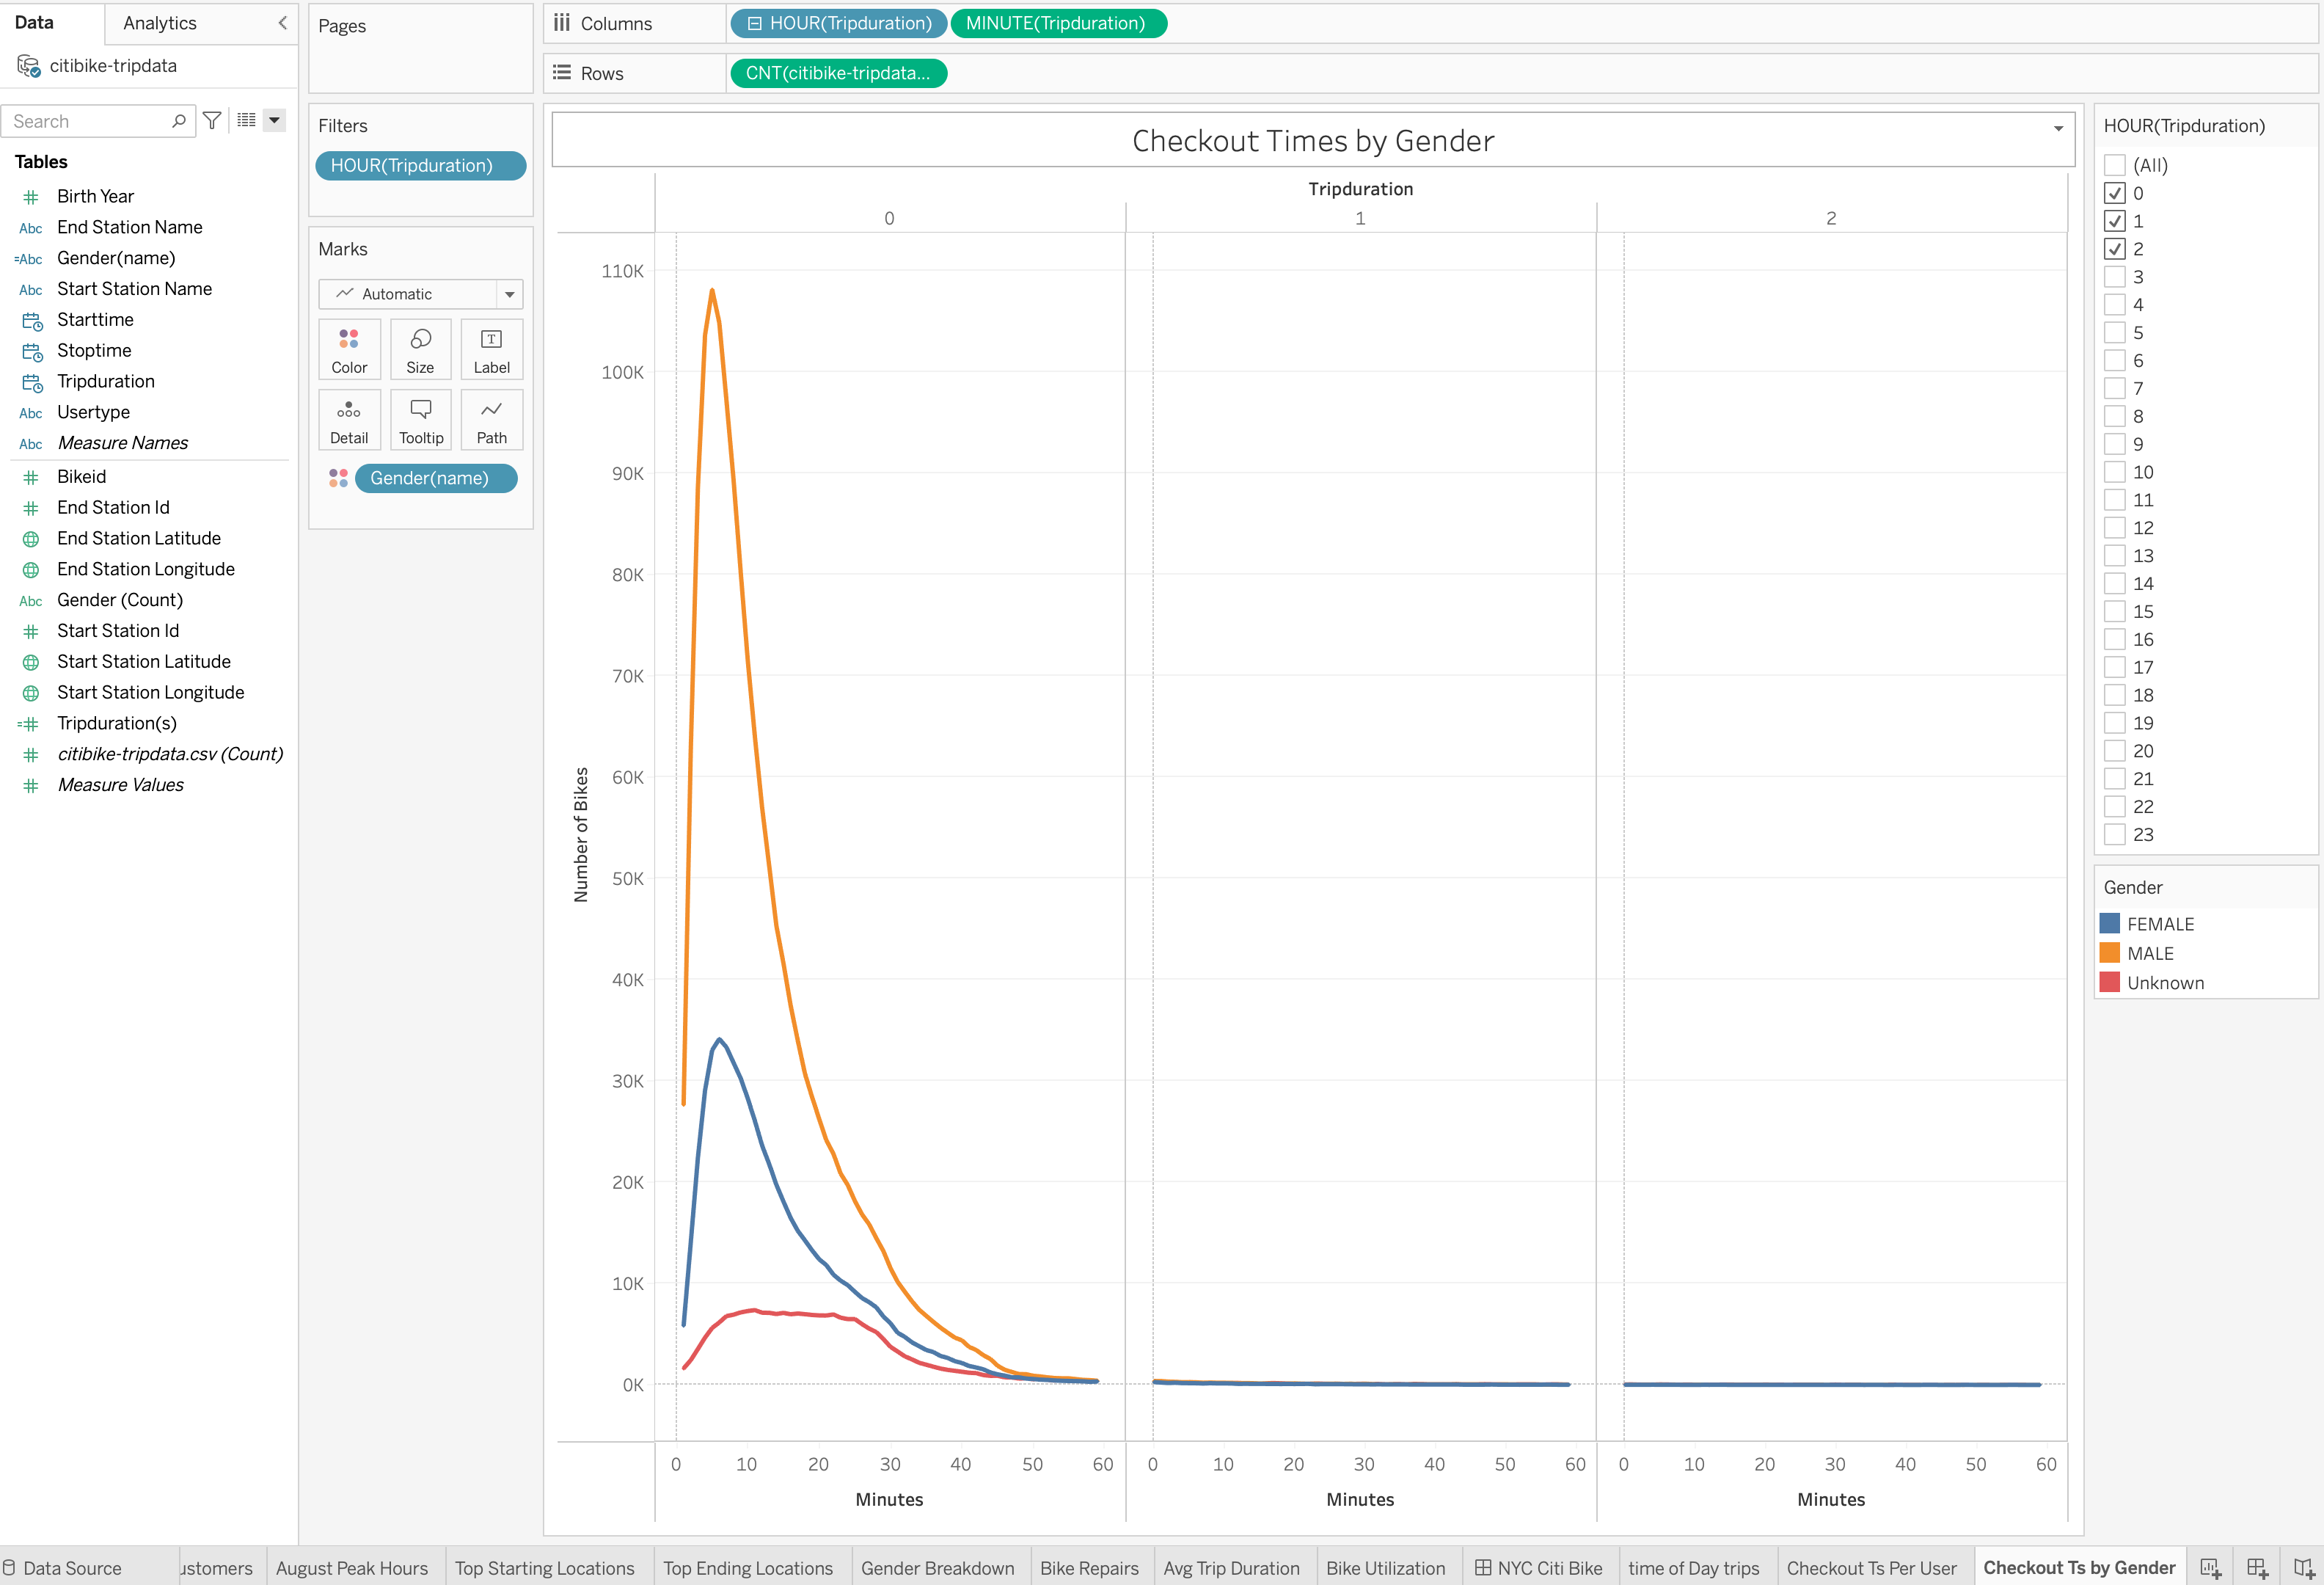 Data
Analytics
citibike-tripdata
Search
Tables
Birth Year
Abc End Station Name
=Abc Gender(name)
Abc Start Station Name
Starttime
Stoptime
Tripduration
Abc Usertype
Abc Measure Names
Bikeid
End Station Id
End Station Latitude
End Station Longitude
Abc Gender (Count)
Start Station Id
Start Station Latitude
Start Station Longitude
Tripduration(s)
citibike-tripdata.csv (Count)
Measure Values
Pages
Filters
HOUR(Tripduration)
Marks
Automatic
Color Size Label
Detail Tooltip Path
Gender(name)
Columns HOUR(Tripduration) MINUTE(Tripduration)
Rows CNT(citibike-tripdata...
Checkout Times by Gender
Tripduration
0 1 2
110K
100K
90K
80K
70K
60K
50K
40K
30K
20K
10K
0K
Number of Bikes
0 10 20 30 40 50 60 0 10 20 30 40 50 60 0 10 20 30 40 50 60
Minutes Minutes Minutes
HOUR(Tripduration)
(All)
0
1
2
3
4
5
6
7
8
9
10
11
12
13
14
15
16
17
18
19
20
21
22
23
Gender
FEMALE
MALE
Unknown
Data Source ustomers August Peak Hours Top Starting Locations Top Ending Locations Gender Breakdown Bike Repairs Avg Trip Duration Bike Utilization NYC Citi Bike time of Day trips Checkout Ts Per User Checkout Ts by Gender